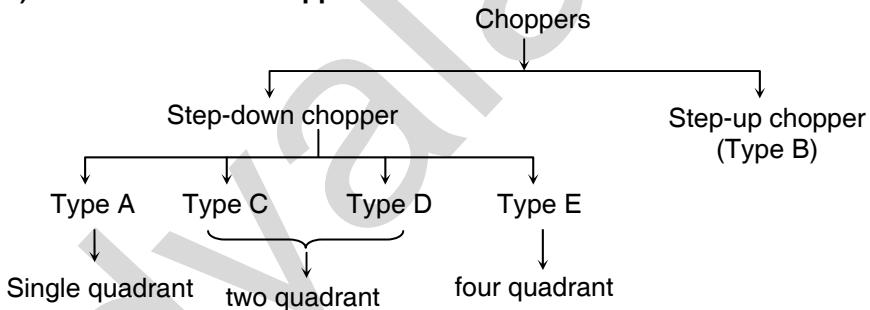 Choppers
Step-down chopper
Step-up chopper
(Type B)
Type A Type C Type D Type E
Single quadrant two quadrant four quadrant